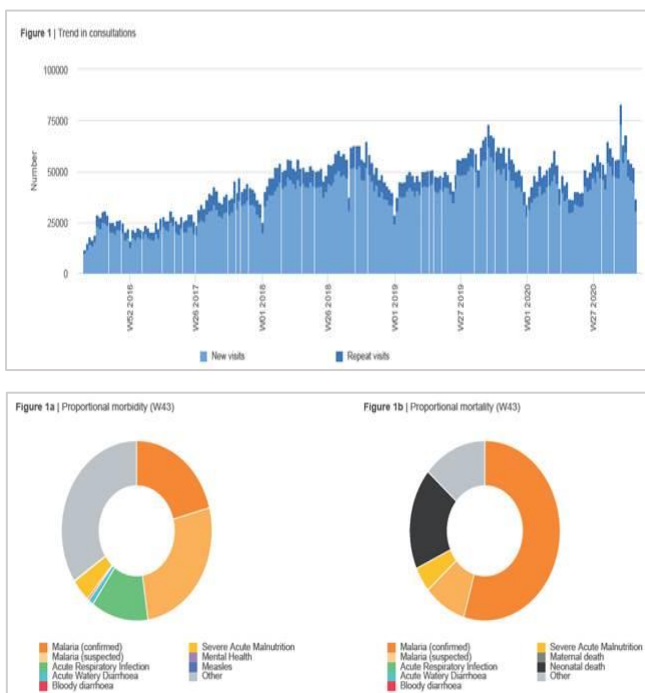 Figure 1 | Trend in consultations
100000
75000
50000
25000
0
Number
W52 2016
W26 2017
W01 2018
W26 2018
W01 2019
W27 2019
W01 2020
W27 2020
New visits
Repeat visits
Figure 1a | Proportional morbidity (W43)
Malaria (confirmed)
Malaria (suspected)
Acute Respiratory Infection
Acute Watery Diarrhoea
Bloody diarrhoea
Severe Acute Malnutrition
Mental Health
Measles
Other
Figure 1b | Proportional mortality (W43)
Malaria (confirmed)
Malaria (suspected)
Acute Respiratory Infection
Acute Watery Diarrhoea
Bloody diarrhoea
Severe Acute Malnutrition
Maternal death
Neonatal death
Other